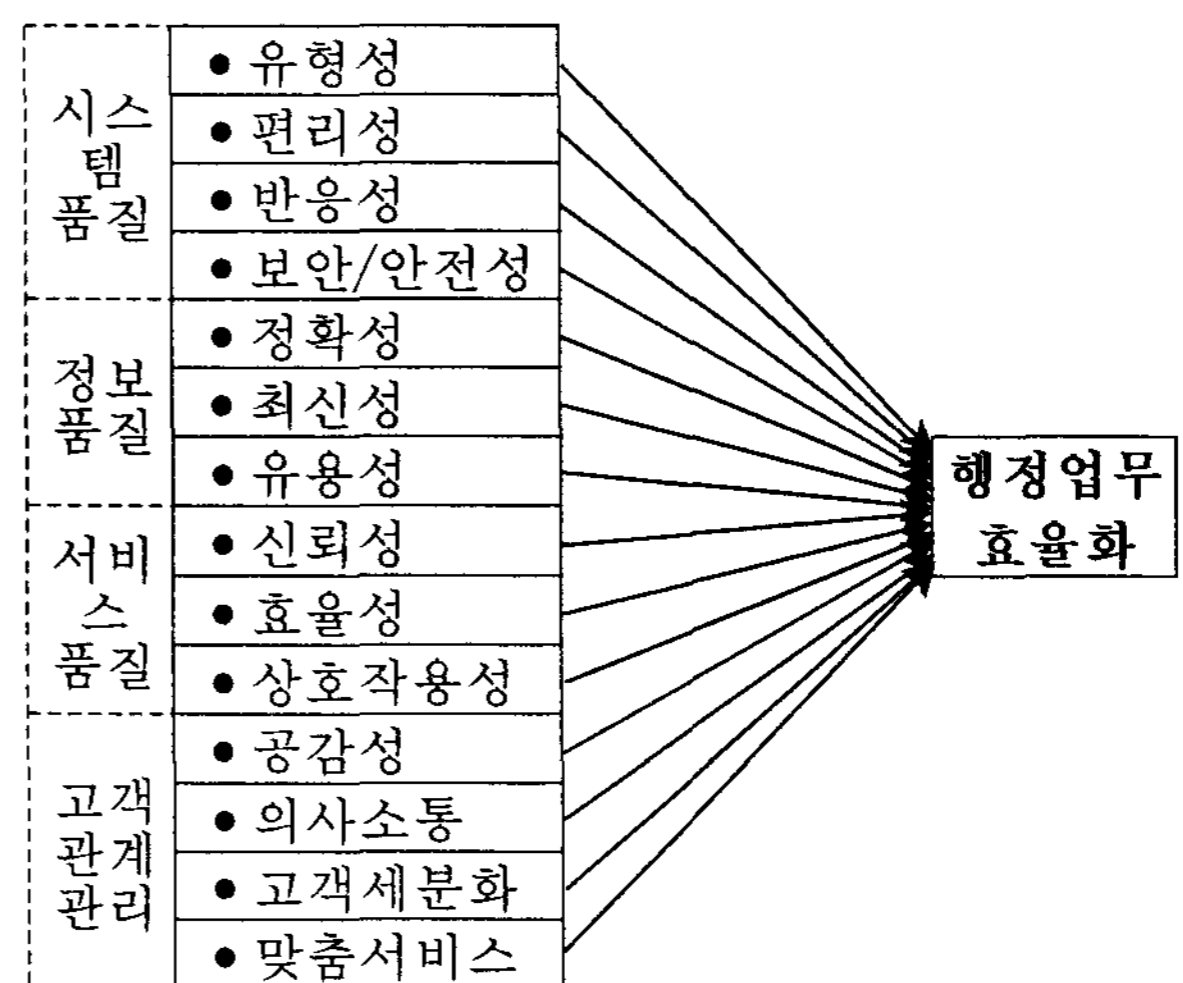 시스
템
품질
● 유형성
● 편리성
● 반응성
● 보안/안전성
정보
품질
● 정확성
● 최신성
● 유용성
서비
스
품질
● 신뢰성
● 효율성
● 상호작용성
고객
관계
관리
● 공감성
● 의사소통
● 고객세분화
● 맞춤서비스
행정업무
효율화